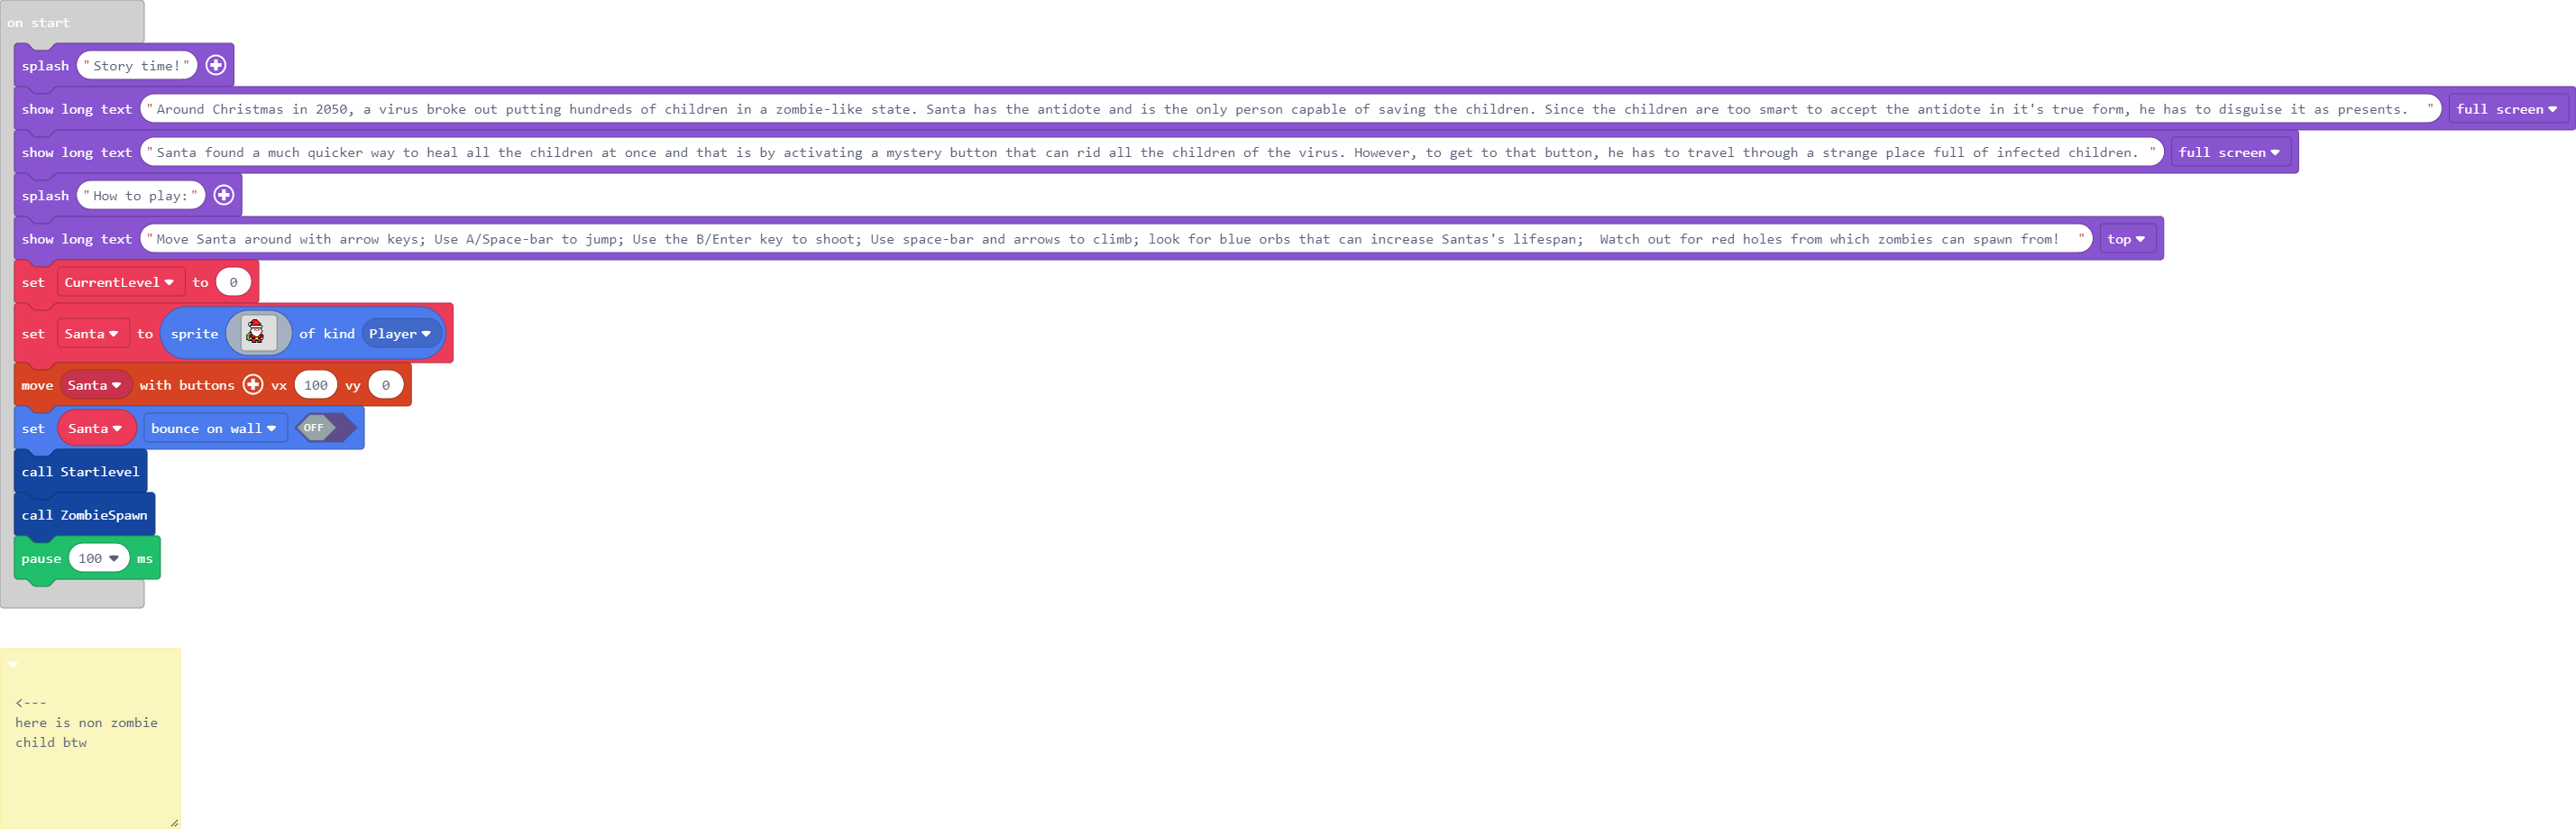 on start
splash "Story time!"
show long text "Around Christmas in 2050, a virus broke out putting hundreds of children in a zombie-like state. Santa has the antidote and is the only person capable of saving the children. Since the children are too smart to accept the antidote in it's true form, he has to disguise it as presents. " full screen
show long text "Santa found a much quicker way to heal all the children at once and that is by activating a mystery button that can rid all the children of the virus. However, to get to that button, he has to travel through a strange place full of infected children. " full screen
splash "How to play:"
show long text "Move Santa around with arrow keys; Use A/Space-bar to jump; Use the B/Enter key to shoot; Use space-bar and arrows to climb; look for blue orbs that can increase Santas's lifespan;  Watch out for red holes from which zombies can spawn from!  " top
set CurrentLevel to 0
set Santa to sprite of kind Player
move Santa with buttons vx 100 vy 0
set Santa bounce on wall OFF
call Startlevel
call ZombieSpawn
pause 100 ms
<---
here is non zombie
child btw